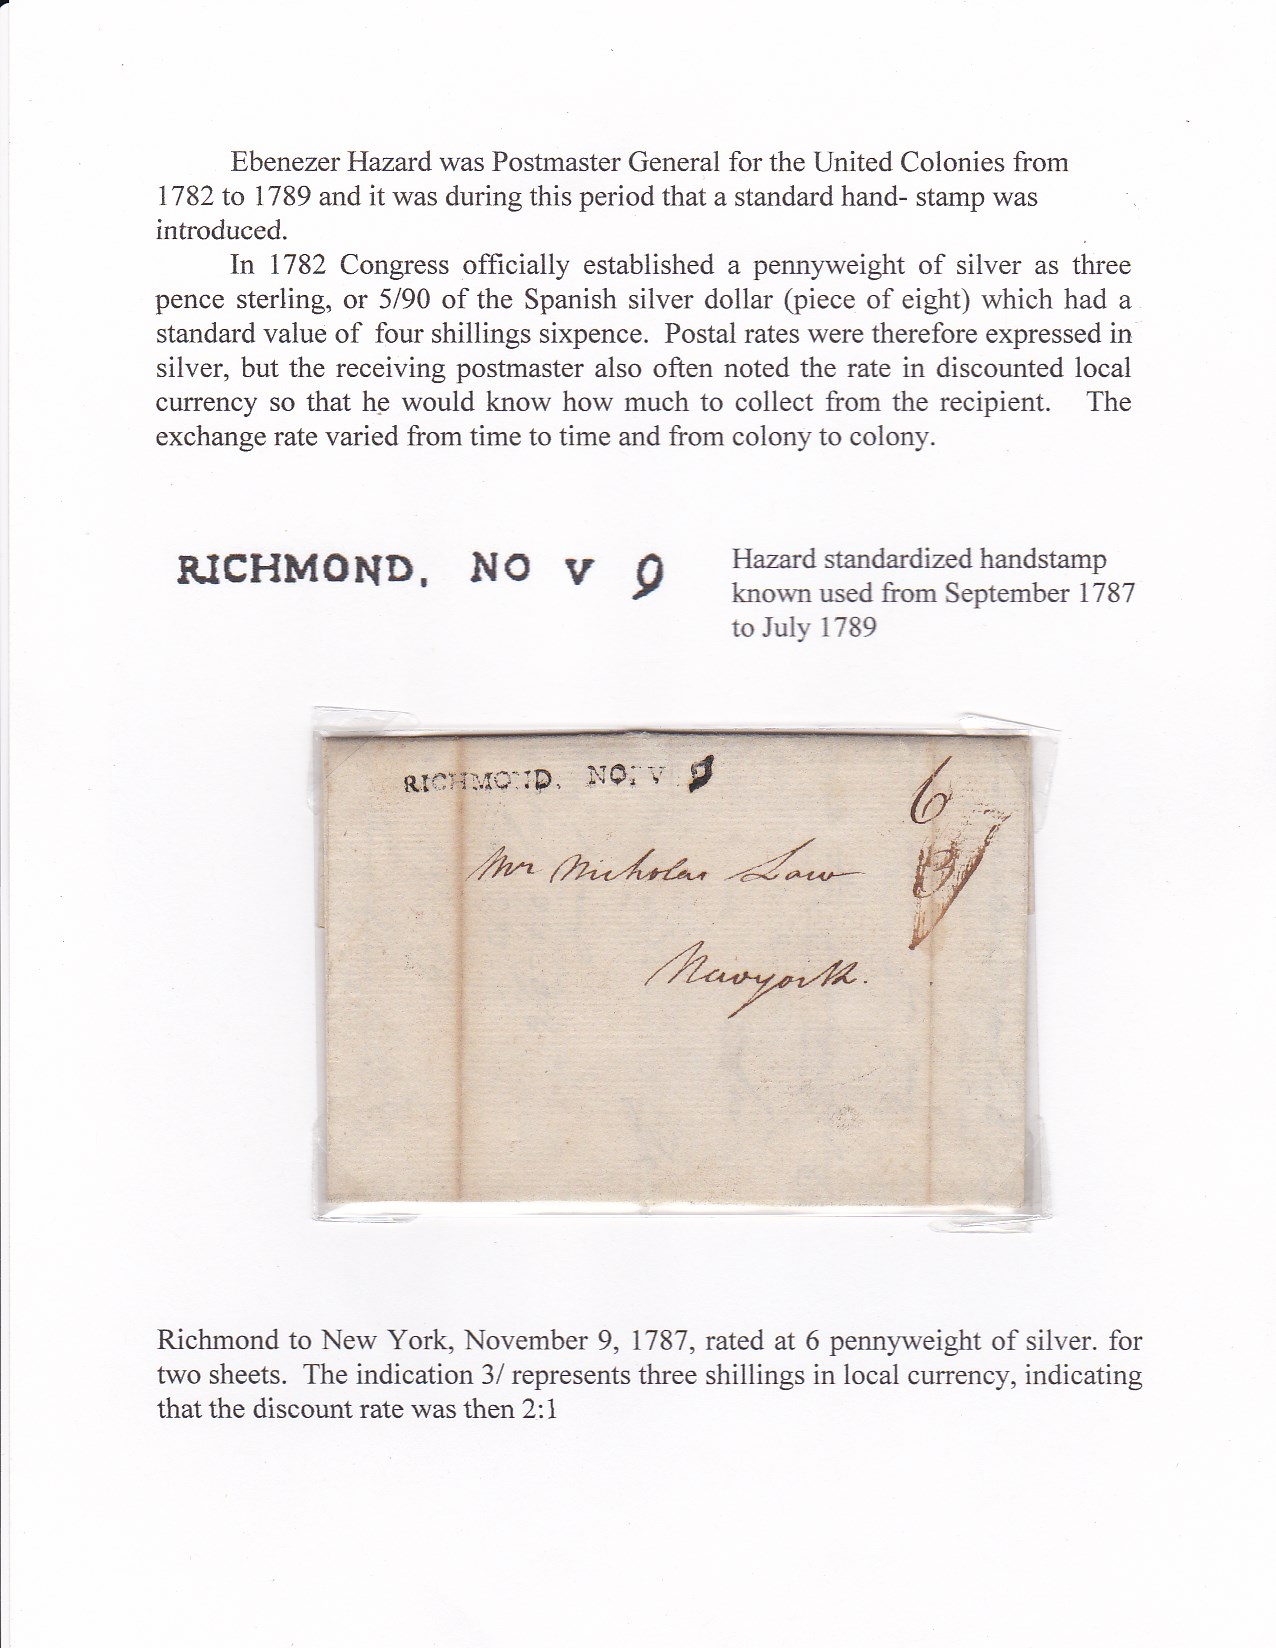 Ebenezer Hazard was Postmaster General for the United Colonies from
1782 to 1789 and it was during this period that a standard hand- stamp was
introduced.
In 1782 Congress officially established a pennyweight of silver as three
pence sterling, or 5/90 of the Spanish silver dollar (piece of eight) which had a
standard value of four shillings sixpence. Postal rates were therefore expressed in
silver, but the receiving postmaster also often noted the rate in discounted local
currency so that he would know how much to collect from the recipient. The
exchange rate varied from time to time and from colony to colony.
RICHMOND, NO V 9
Hazard standardized handstamp
known used from September 1787
to July 1789
RICHMOND, NO V 9
6
3/
Mr Nicholas Low
Newyork.
Richmond to New York, November 9, 1787, rated at 6 pennyweight of silver. for
two sheets. The indication 3/ represents three shillings in local currency, indicating
that the discount rate was then 2:1